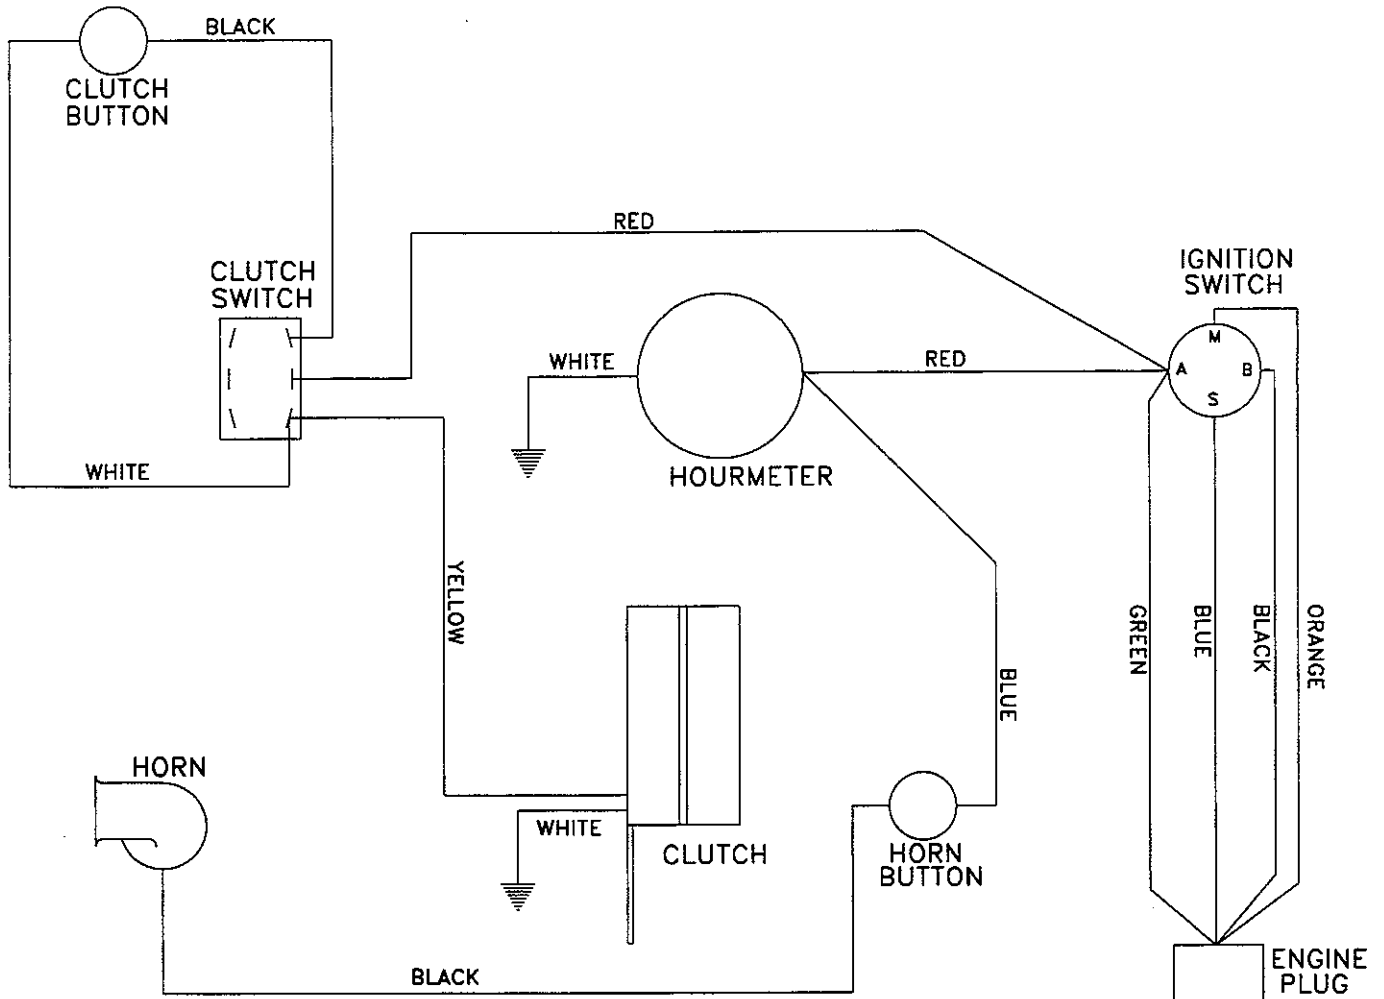 BLACK
CLUTCH
BUTTON
RED
CLUTCH
SWITCH
IGNITION
SWITCH
M
A
B
S
WHITE
RED
HOURMETER
WHITE
YELLOW
GREEN
BLUE
BLACK
ORANGE
BLUE
HORN
WHITE
CLUTCH
HORN
BUTTON
BLACK
ENGINE
PLUG